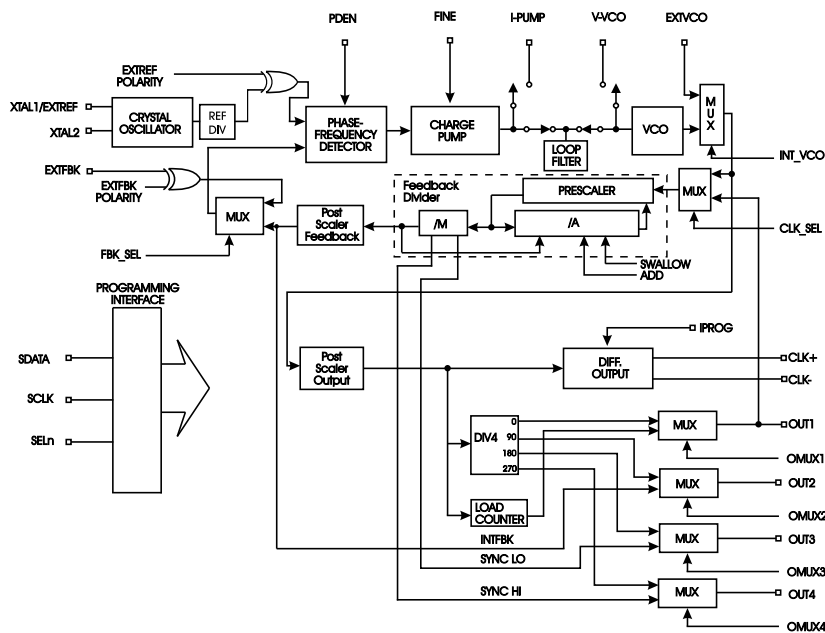 PDEN
FINE
I-PUMP
V-VCO
EXTVCO
EXTREF
POLARITY
XTAL1/EXTREF
XTAL2
CRYSTAL
OSCILLATOR
REF
DIV
PHASE-
FREQUENCY
DETECTOR
CHARGE
PUMP
LOOP
FILTER
VCO
MUX
INT_VCO
EXTFBK
EXTFBK
POLARITY
MUX
FBK_SEL
Post
Scaler
Feedback
Feedback
Divider
/M
PRESCALER
/A
MUX
CLK_SEL
SWALLOW
ADD
PROGRAMMING
INTERFACE
SDATA
SCLK
SELn
Post
Scaler
Output
IPROG
DIFF.
OUTPUT
CLK+
CLK-
DIV4
0
90
180
270
LOAD
COUNTER
INTFBK
SYNC LO
SYNC HI
MUX
OUT1
OMUX1
MUX
OUT2
OMUX2
MUX
OUT3
OMUX3
MUX
OUT4
OMUX4